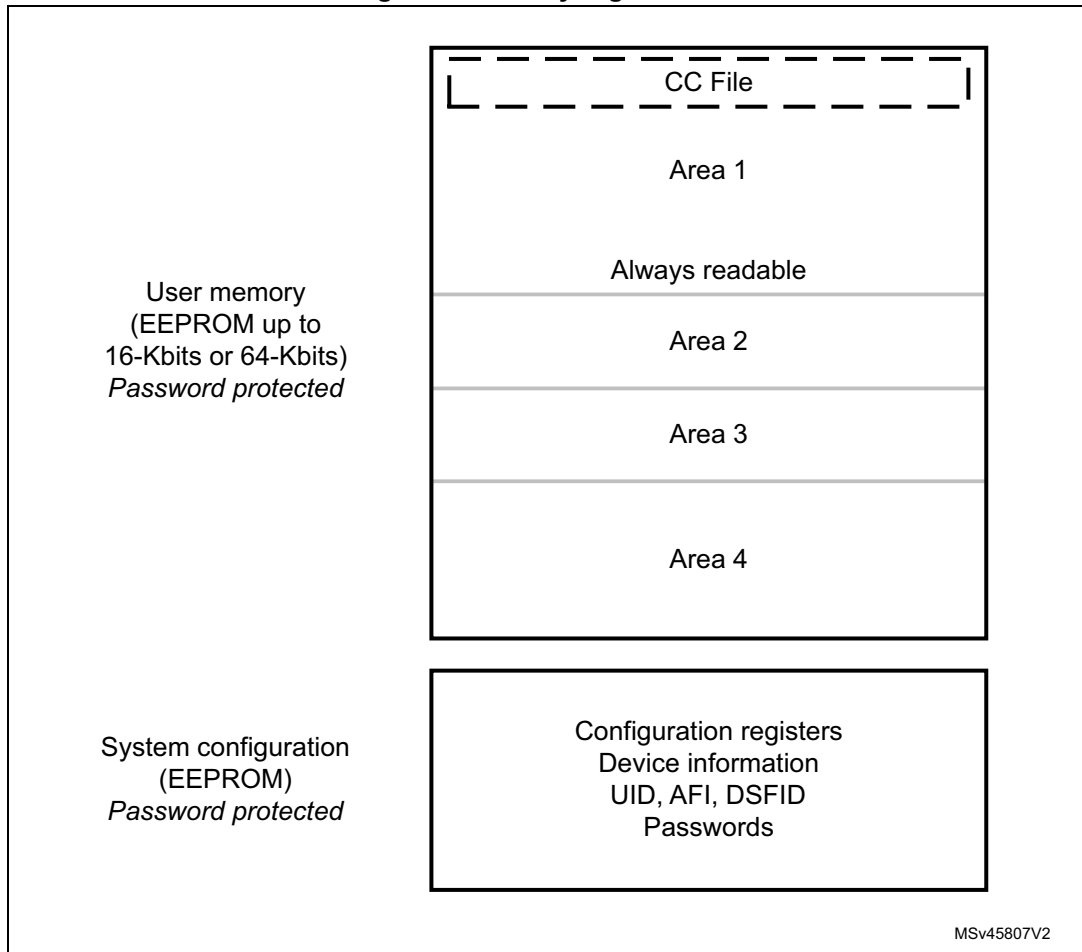 CC File
Area 1
Always readable
User memory
(EEPROM up to
16-Kbits or 64-Kbits)
Password protected
Area 2
Area 3
Area 4
System configuration
(EEPROM)
Password protected
Configuration registers
Device information
UID, AFI, DSFID
Passwords
MSv45807V2